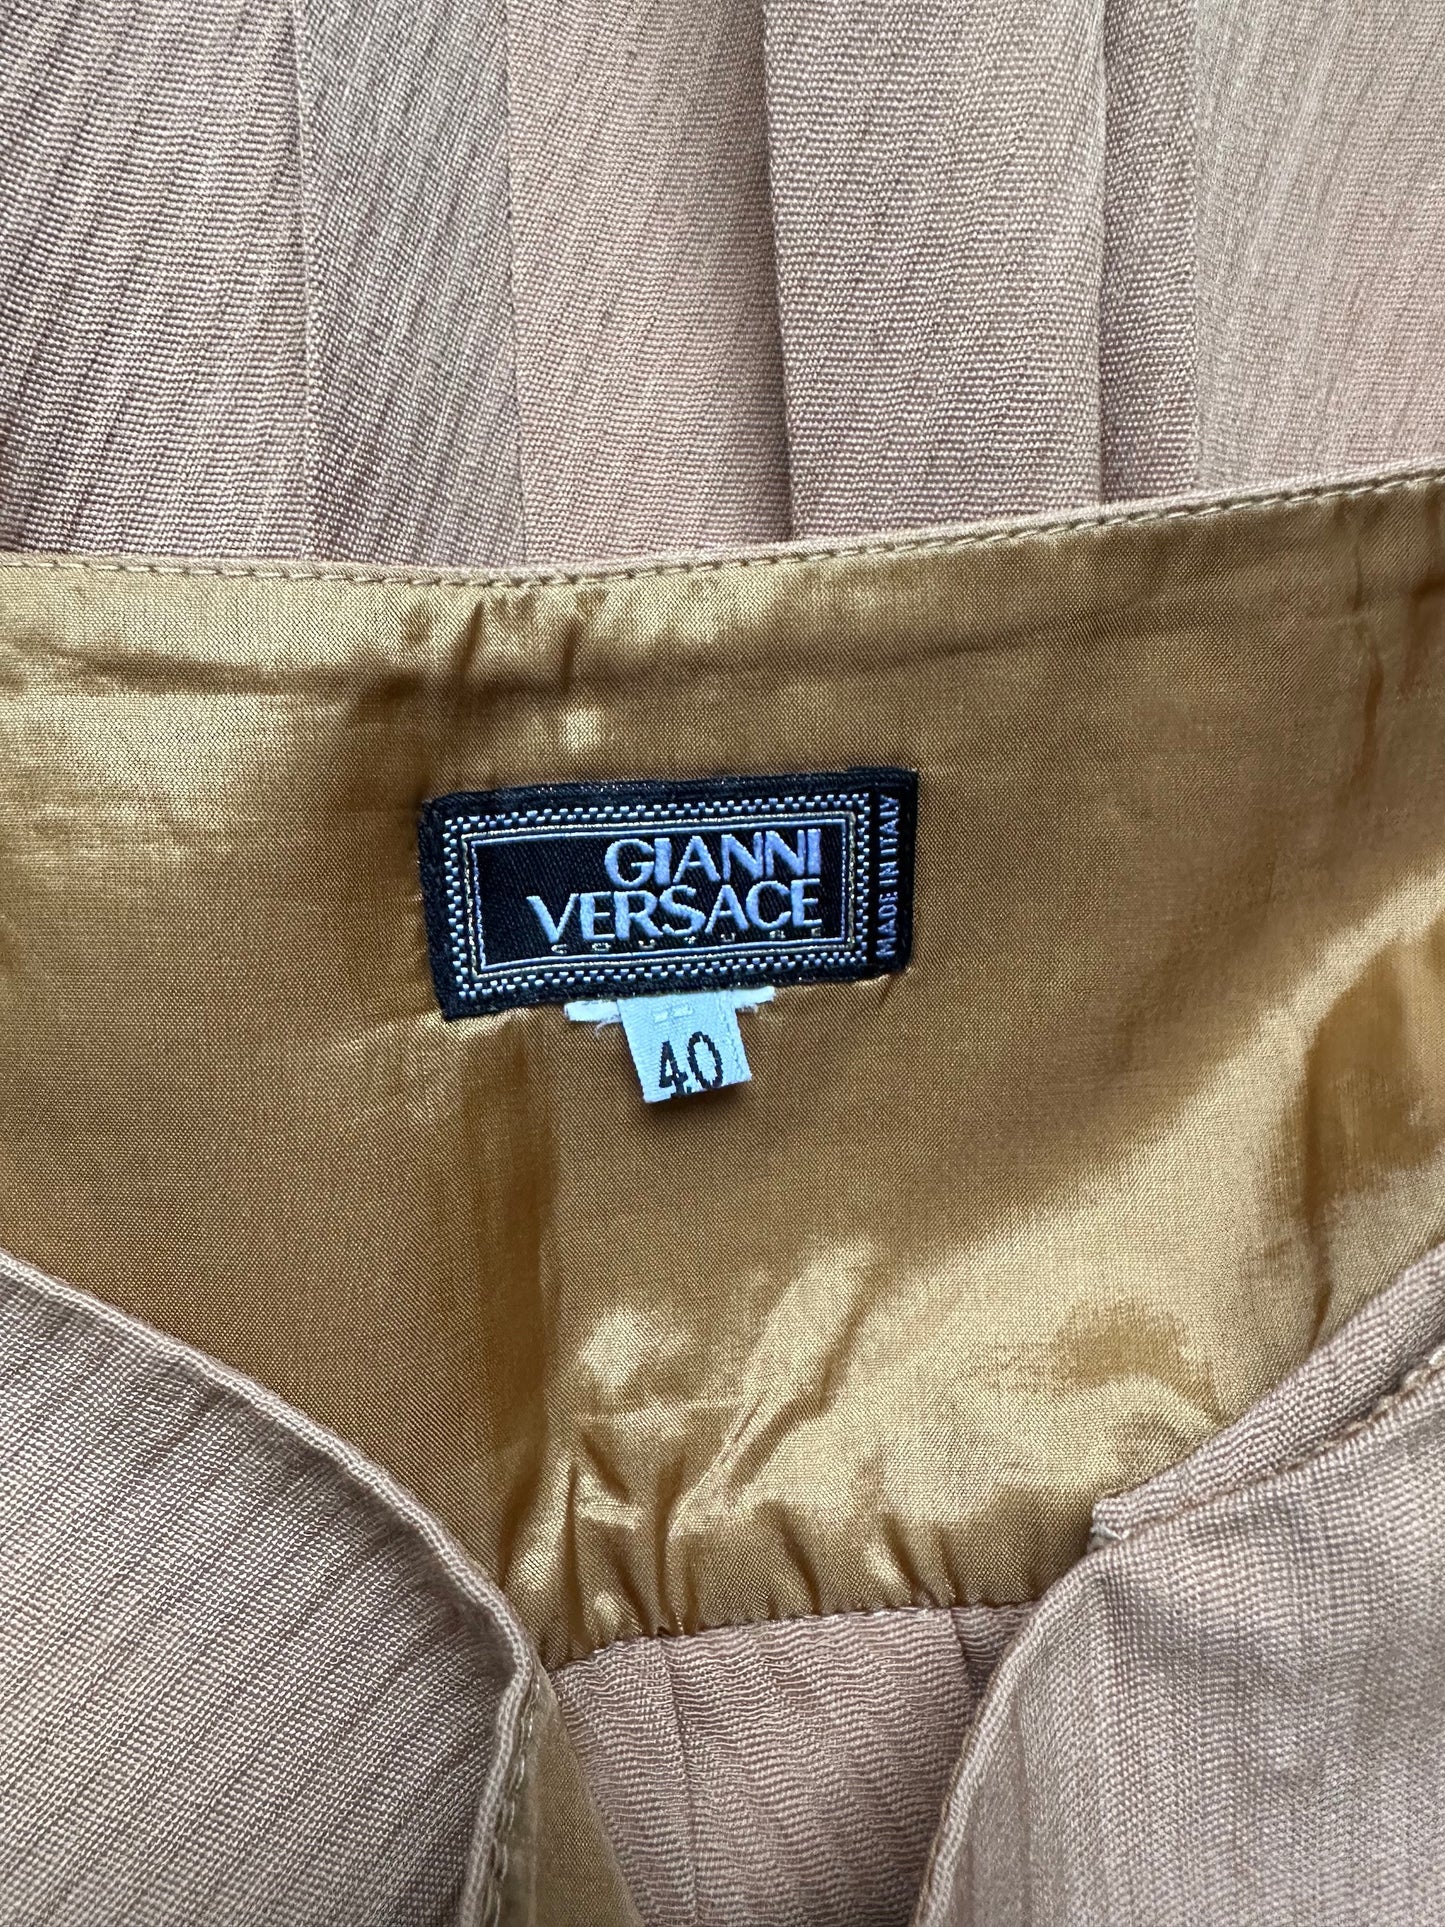 GIANNI
VERSACE
COUTURE
MADE IN ITALY
40